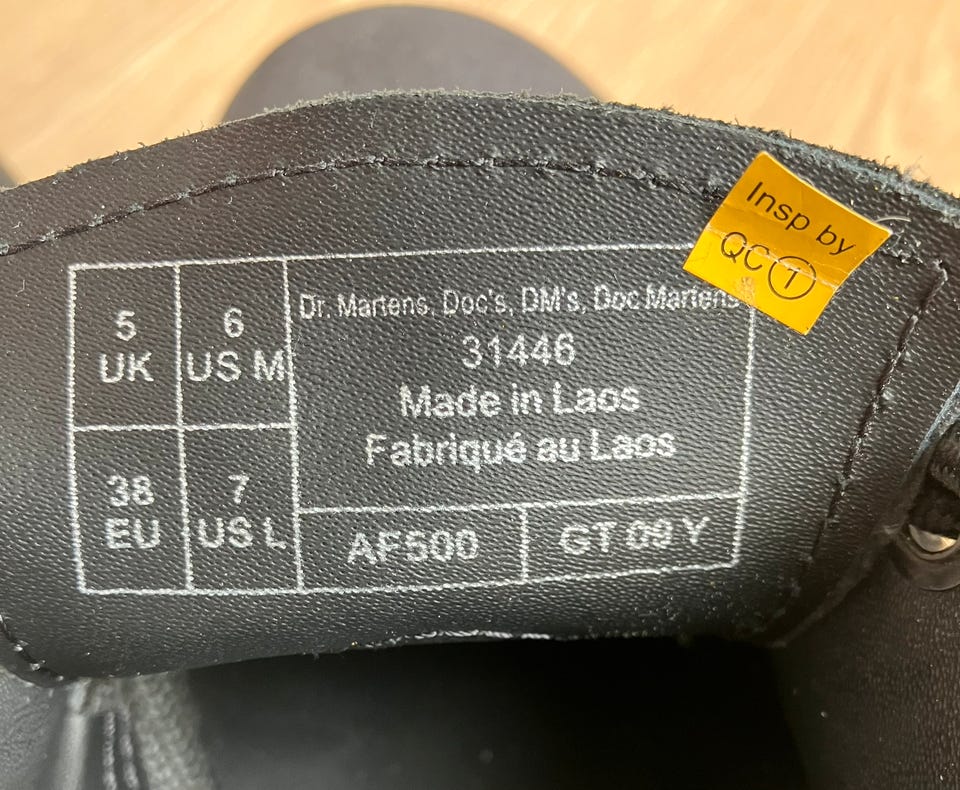 5
UK
6
US M
38
EU
7
US L
Dr. Martens, Doc's, DM's, Doc Martens
31446
Made in Laos
Fabriqué au Laos
AF500
GT 09 Y
Insp by
QC 1